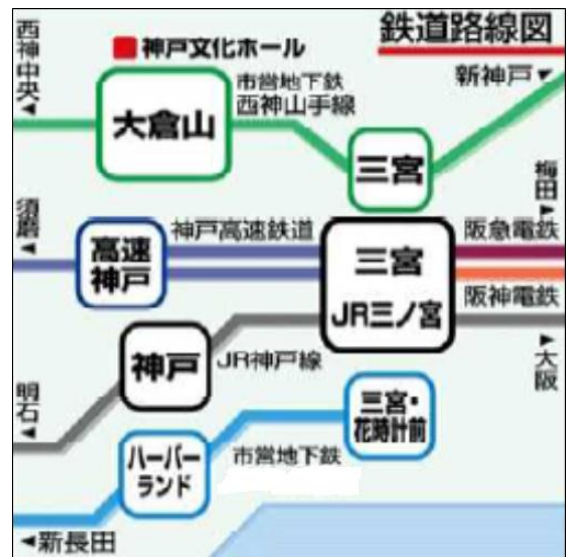 鉄道路線図
西神中央
神戸文化ホール
市営地下鉄
西神山手線
新神戸
大倉山
三宮
梅田
須磨
神戸高速鉄道
阪急電鉄
高速
神戸
三宮
JR三ノ宮
阪神電鉄
神戸
JR神戸線
大阪
明石
三宮・
花時計前
ハーバー
ランド
市営地下鉄
新長田